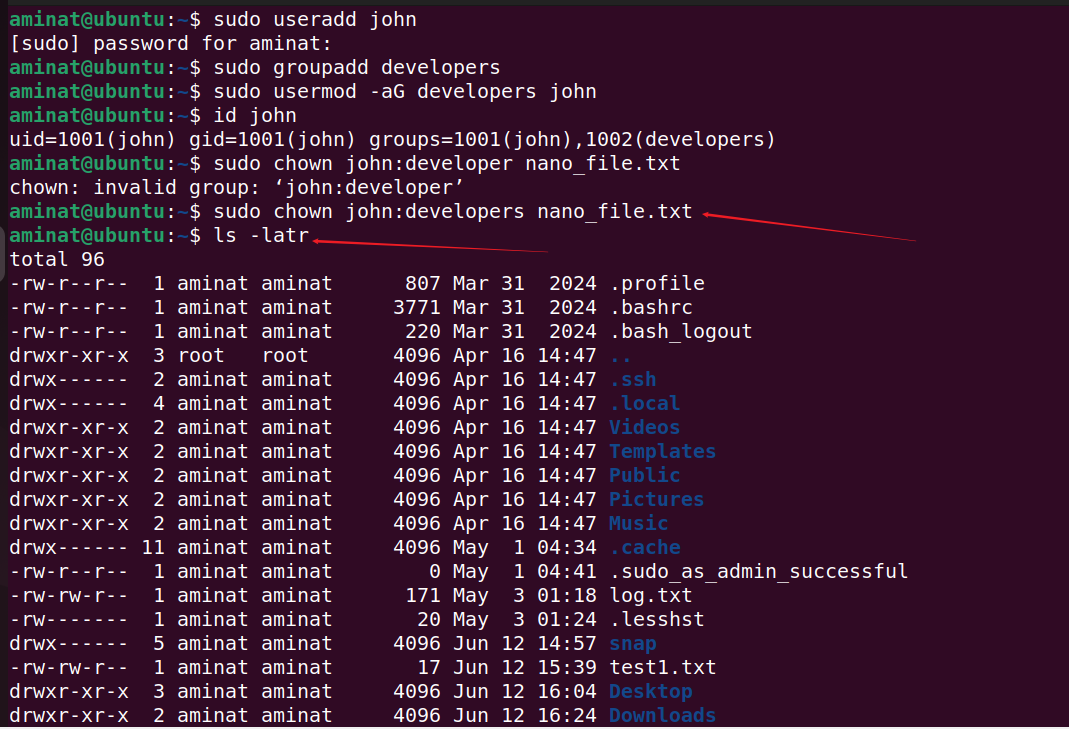 aminat@ubuntu:~$ sudo useradd john
[sudo] password for aminat:
aminat@ubuntu:~$ sudo groupadd developers
aminat@ubuntu:~$ sudo usermod -aG developers john
aminat@ubuntu:~$ id john
uid=1001(john) gid=1001(john) groups=1001(john),1002(developers)
aminat@ubuntu:~$ sudo chown john:developer nano_file.txt
chown: invalid group: ‘john:developer’
aminat@ubuntu:~$ sudo chown john:developers nano_file.txt
aminat@ubuntu:~$ ls -latr
total 96
-rw-r--r--  1 aminat aminat      807 Mar 31  2024 .profile
-rw-r--r--  1 aminat aminat     3771 Mar 31  2024 .bashrc
-rw-r--r--  1 aminat aminat      220 Mar 31  2024 .bash_logout
drwxr-xr-x  3 root   root       4096 Apr 16 14:47 ..
drwx------  2 aminat aminat     4096 Apr 16 14:47 .ssh
drwx------  4 aminat aminat     4096 Apr 16 14:47 .local
drwxr-xr-x  2 aminat aminat     4096 Apr 16 14:47 Videos
drwxr-xr-x  2 aminat aminat     4096 Apr 16 14:47 Templates
drwxr-xr-x  2 aminat aminat     4096 Apr 16 14:47 Public
drwxr-xr-x  2 aminat aminat     4096 Apr 16 14:47 Pictures
drwxr-xr-x  2 aminat aminat     4096 Apr 16 14:47 Music
drwx------ 11 aminat aminat     4096 May  1 04:34 .cache
-rw-r--r--  1 aminat aminat        0 May  1 04:41 .sudo_as_admin_successful
-rw-rw-r--  1 aminat aminat      171 May  3 01:18 log.txt
-rw-------  1 aminat aminat       20 May  3 01:24 .lesshst
drwx------  5 aminat aminat     4096 Jun 12 14:57 snap
-rw-rw-r--  1 aminat aminat       17 Jun 12 15:39 test1.txt
drwxr-xr-x  3 aminat aminat     4096 Jun 12 16:04 Desktop
drwxr-xr-x  2 aminat aminat     4096 Jun 12 16:24 Downloads